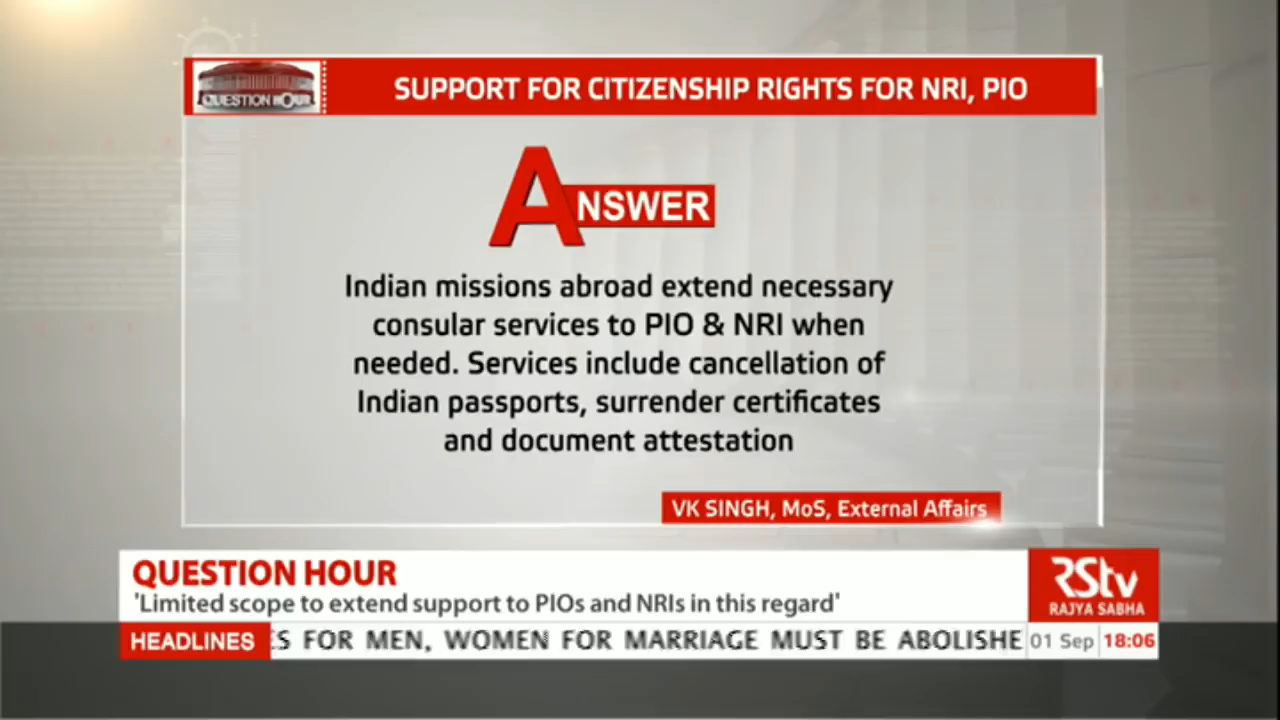 QUESTION HOUR
SUPPORT FOR CITIZENSHIP RIGHTS FOR NRI, PIO
ANSWER
Indian missions abroad extend necessary
consular services to PIO & NRI when
needed. Services include cancellation of
Indian passports, surrender certificates
and document attestation
VK SINGH, MoS, External Affairs
QUESTION HOUR
'Limited scope to extend support to PIOs and NRIs in this regard'
RStv
RAJYA SABHA
HEADLINES
S FOR MEN, WOMEN FOR MARRIAGE MUST BE ABOLISHE
01 Sep 18:06